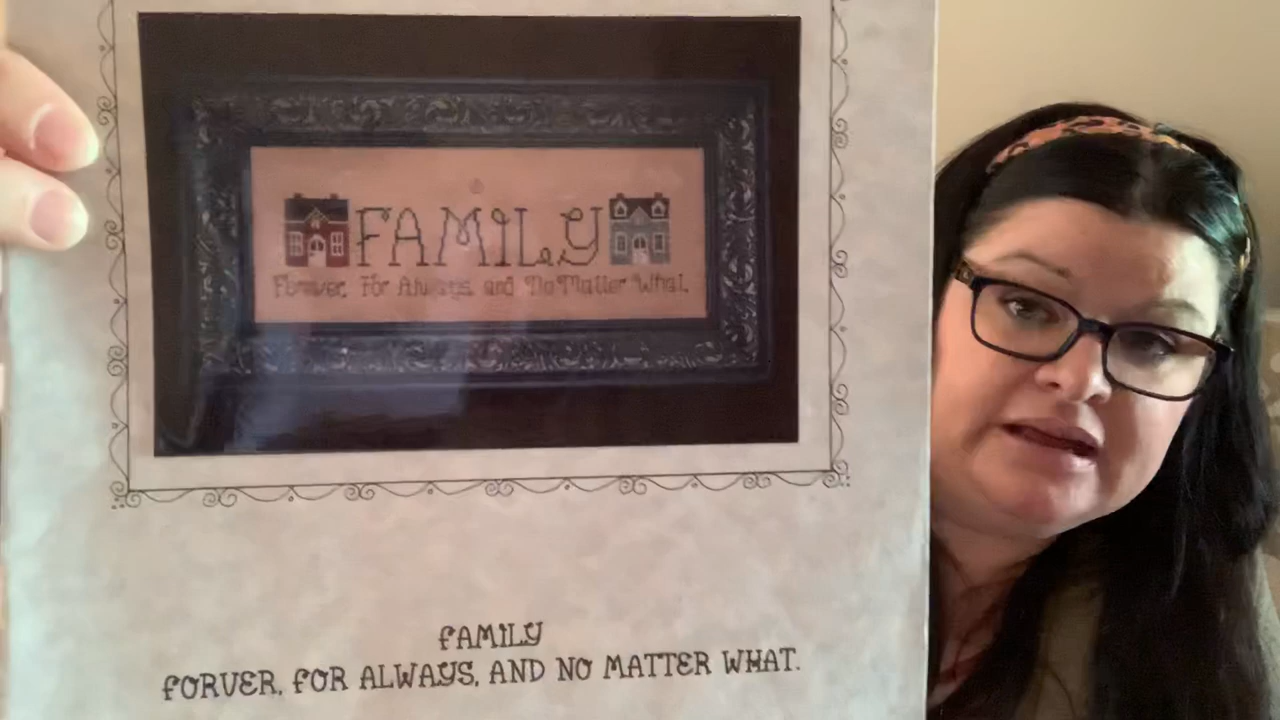 FAMILY
Forever, For Always, and No Matter What.
FAMILY
FORVER, FOR ALWAYS, AND NO MATTER WHAT.